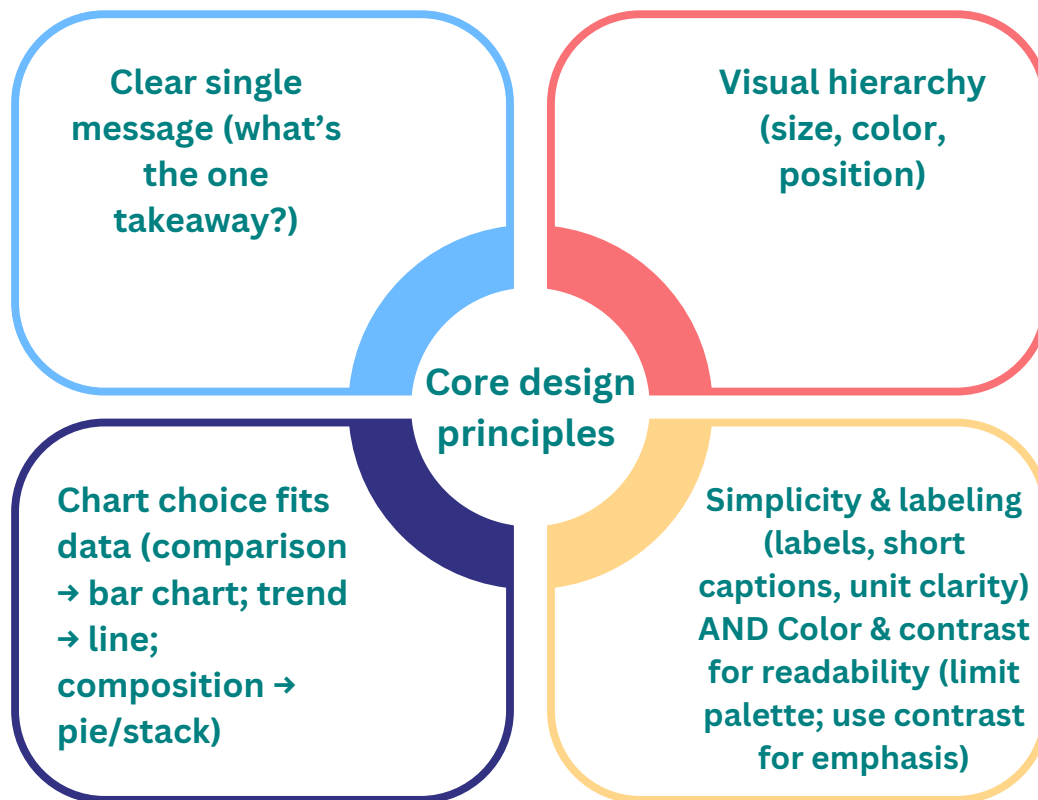 Clear single
message (what’s
the one
takeaway?)
Visual hierarchy
(size, color,
position)
Core design
principles
Chart choice fits
data (comparison
→ bar chart; trend
→ line;
composition →
pie/stack)
Simplicity & labeling
(labels, short
captions, unit clarity)
AND Color & contrast
for readability (limit
palette; use contrast
for emphasis)